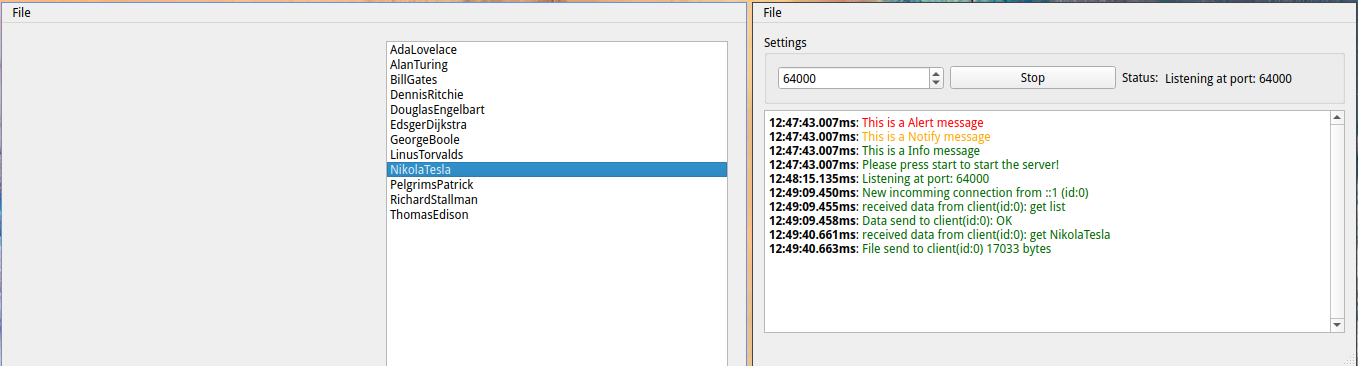 File
AdaLovelace
AlanTuring
BillGates
DennisRitchie
DouglasEngelbart
EdsgerDijkstra
GeorgeBoole
LinusTorvalds
NikolaTesla
PelgrimsPatrick
RichardStallman
ThomasEdison
File
Settings
64000 Stop Status: Listening at port: 64000
12:47:43.007ms: This is a Alert message
12:47:43.007ms: This is a Notify message
12:47:43.007ms: This is a Info message
12:47:43.007ms: Please press start to start the server!
12:48:15.135ms: Listening at port: 64000
12:49:09.450ms: New incomming connection from ::1 (id:0)
12:49:09.455ms: received data from client(id:0): get list
12:49:09.458ms: Data send to client(id:0): OK
12:49:40.661ms: received data from client(id:0): get NikolaTesla
12:49:40.663ms: File send to client(id:0) 17033 bytes